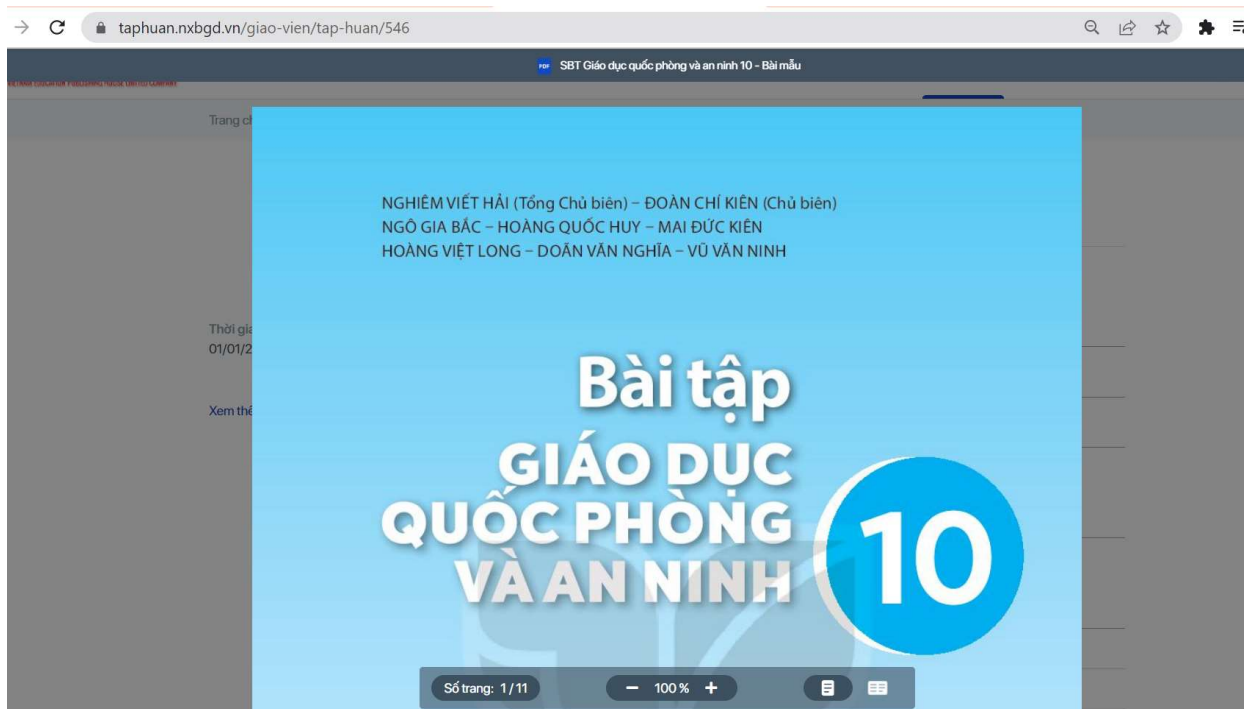 taphuan.nxbgd.vn/giao-vien/tap-huan/546
PDF SBT Giáo dục quốc phòng và an ninh 10 - Bài mẫu
Trang ch
NGHIÊM VIẾT HẢI (Tổng Chủ biên) – ĐOÀN CHÍ KIÊN (Chủ biên)
NGÔ GIA BẮC – HOÀNG QUỐC HUY – MAI ĐỨC KIÊN
HOÀNG VIỆT LONG – DOÃN VĂN NGHĨA – VŨ VĂN NINH
Thời gia
01/01/2
Xem thê
Bài tập
GIÁO DỤC
QUỐC PHÒNG
VÀ AN NINH
10
Số trang: 1/11
− 100% +